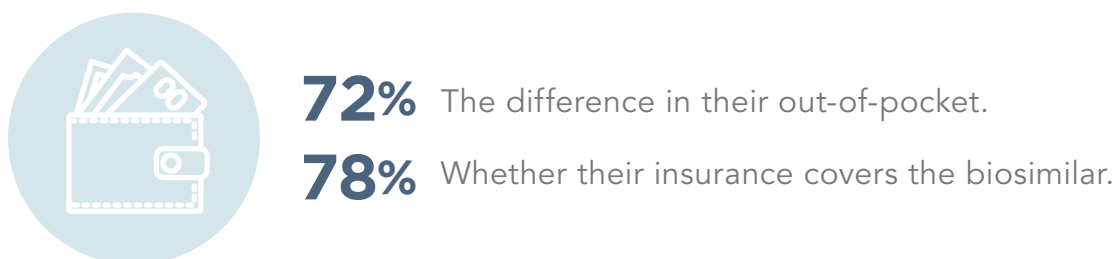 72% The difference in their out-of-pocket.
78% Whether their insurance covers the biosimilar.